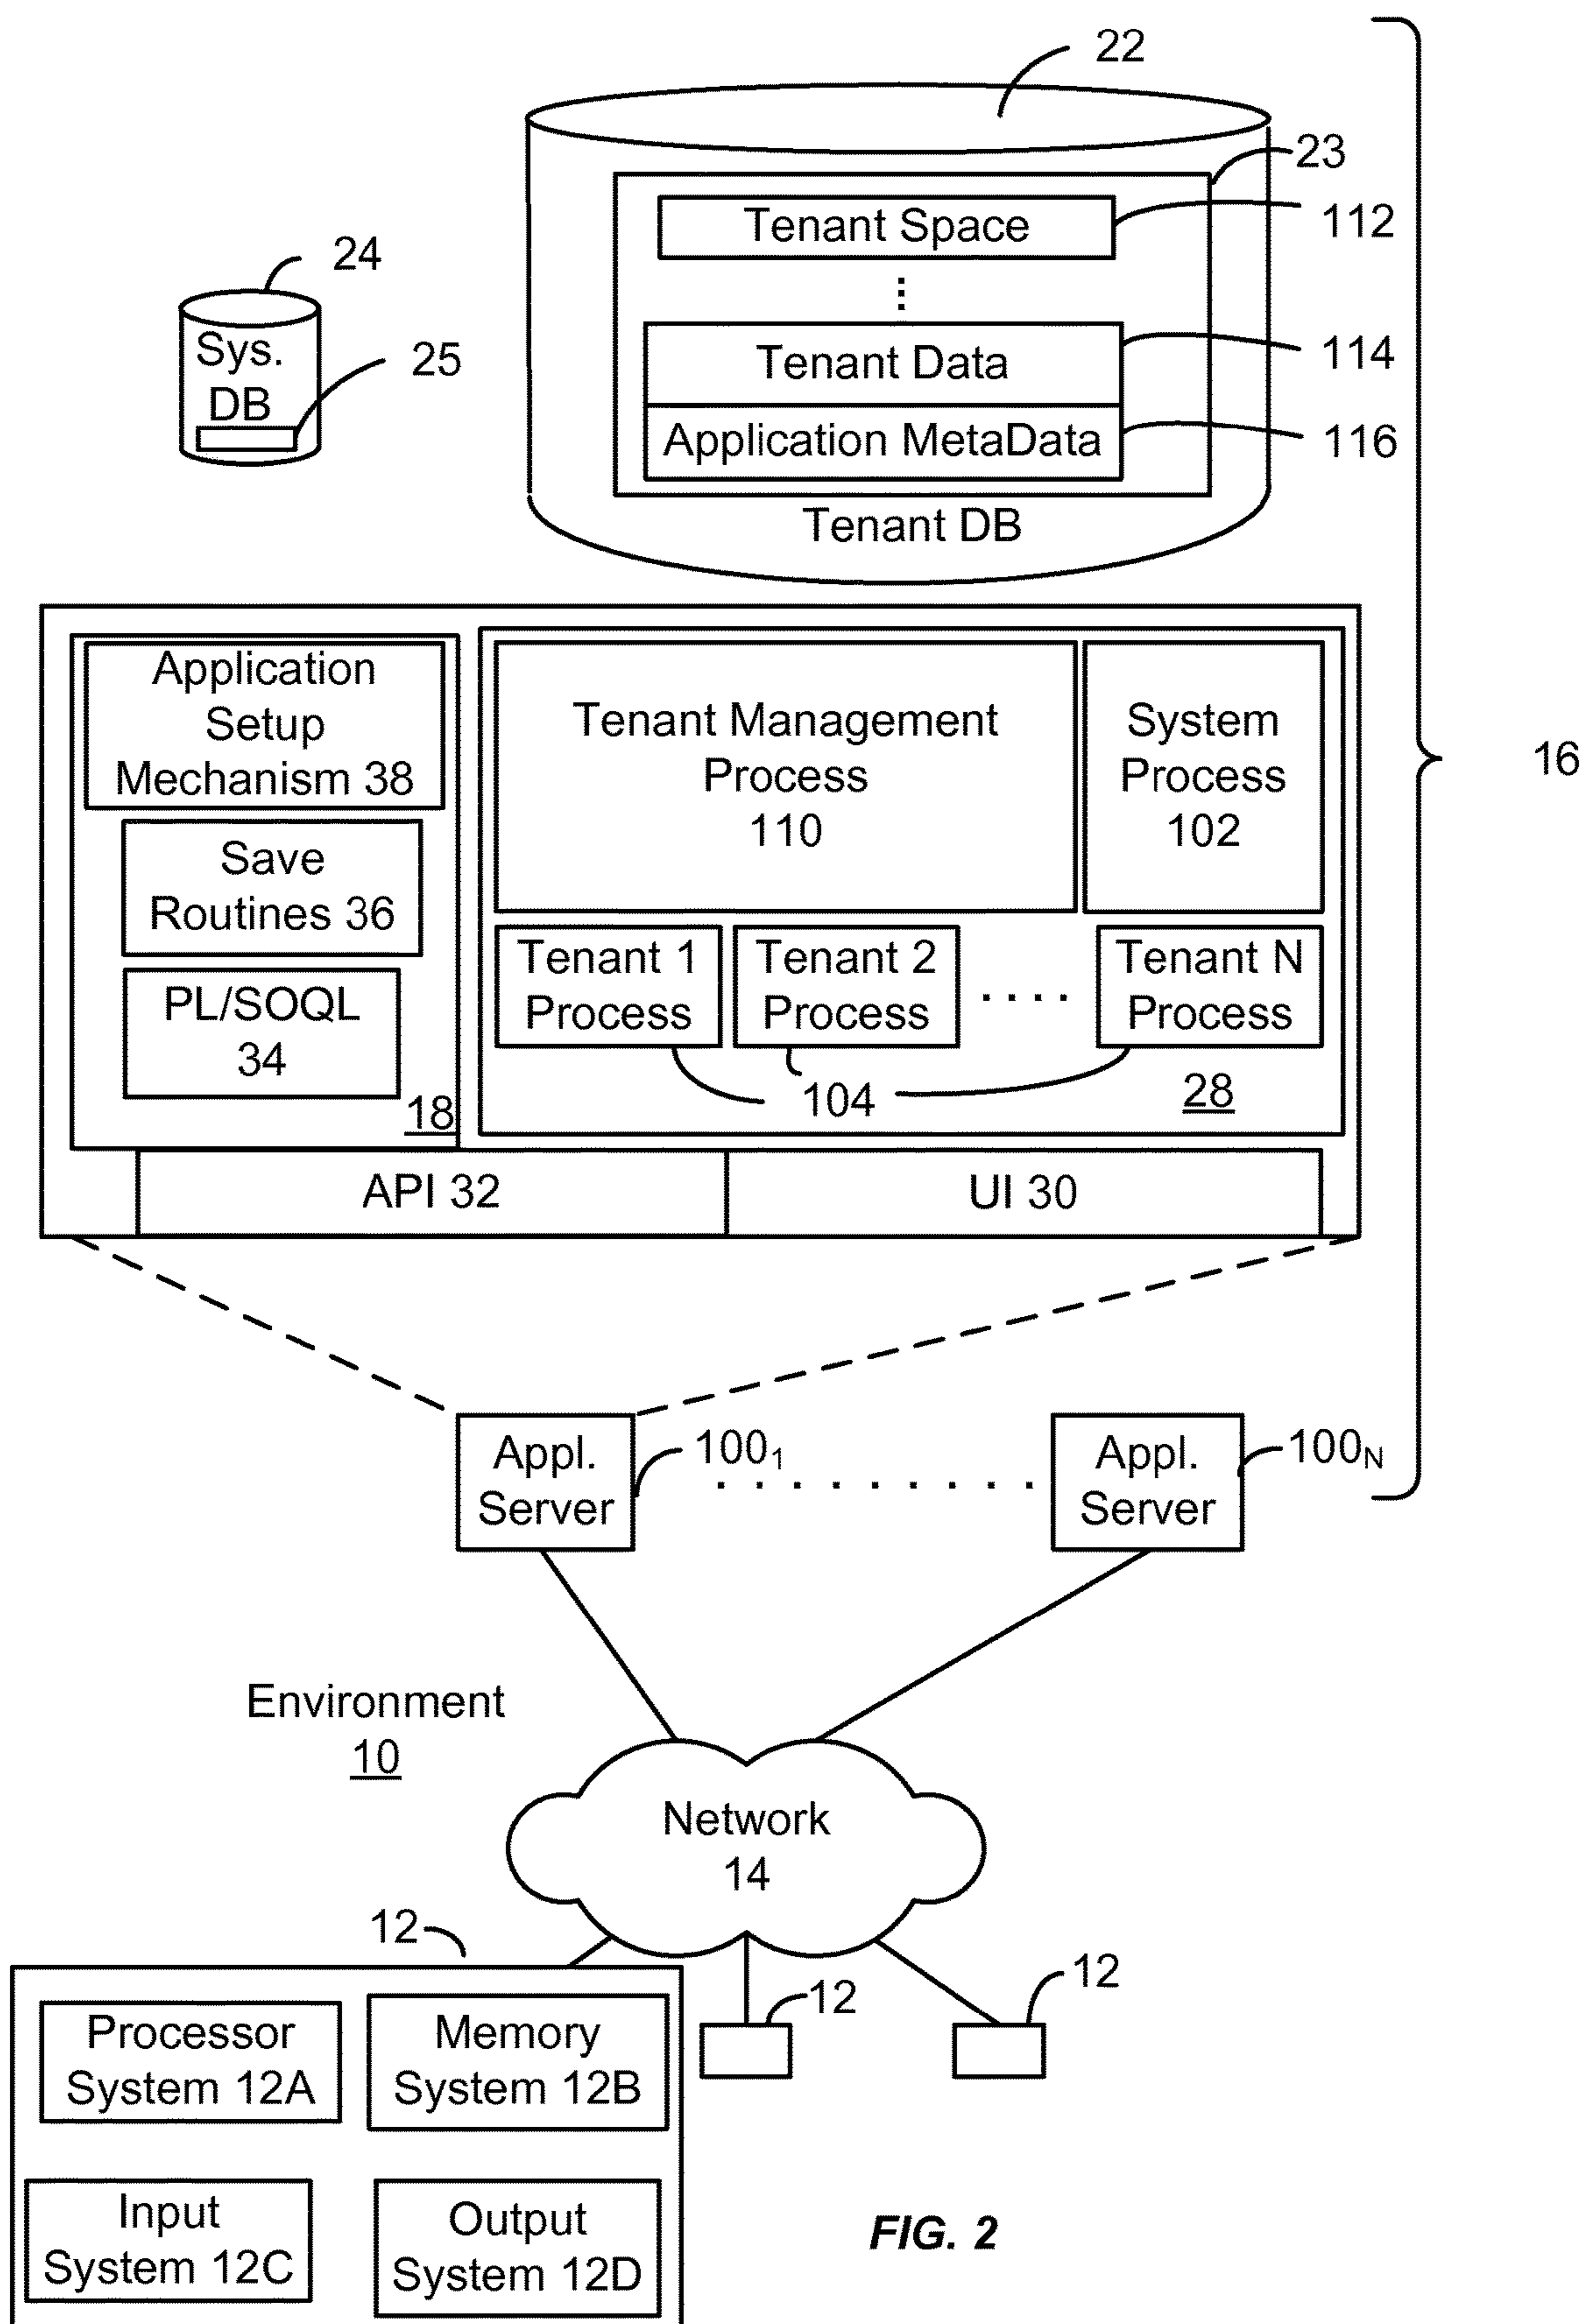 22
23
Tenant Space
112
24
Sys.
DB
25
Tenant Data
114
Application MetaData
116
Tenant DB
16
Application
Setup
Mechanism 38
Save
Routines 36
PL/SOQL
34
18
Tenant Management
Process
110
System
Process
102
Tenant 1
Process
Tenant 2
Process
....
Tenant N
Process
104
28
API 32
UI 30
Appl.
Server
100₁
.........
Appl.
Server
100N
Environment
10
Network
14
12
12
12
Processor
System 12A
Memory
System 12B
Input
System 12C
Output
System 12D
FIG. 2